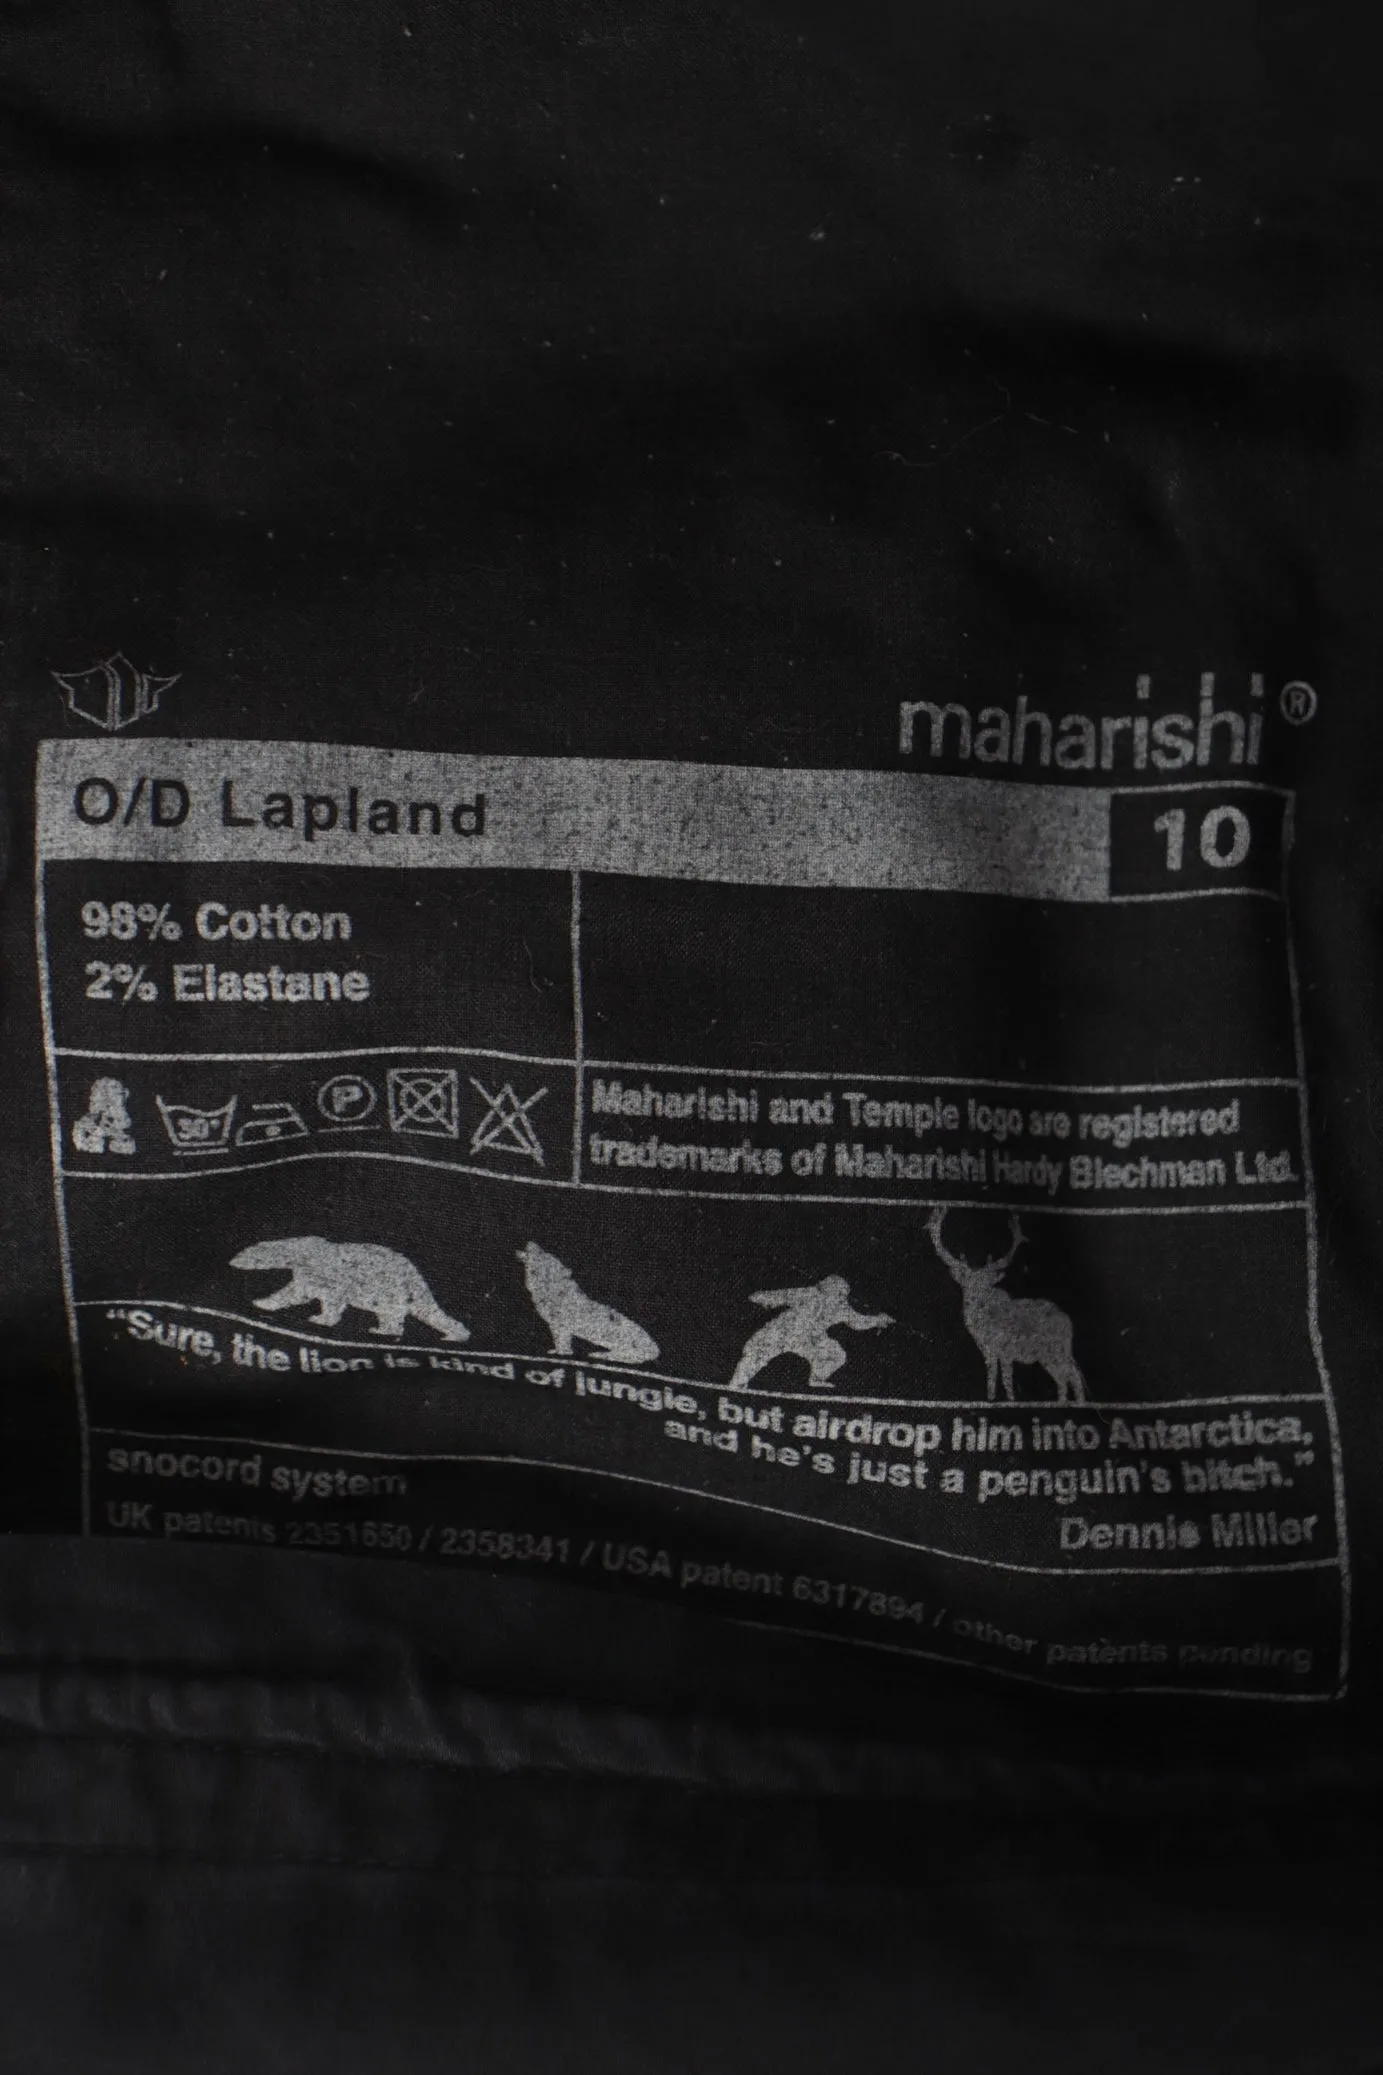 maharishi®
O/D Lapland
10
98% Cotton
2% Elastane
30°
P
Maharishi and Temple logo are registered
trademarks of Maharishi Hardy Blechman Ltd.
"Sure, the lion is kind of jungle, but airdrop him into Antarctica,
and he's just a penguin's bitch."
Dennis Miller
snocord system
UK patents 2351650 / 2358341 / USA patent 6317894 / other patents pending